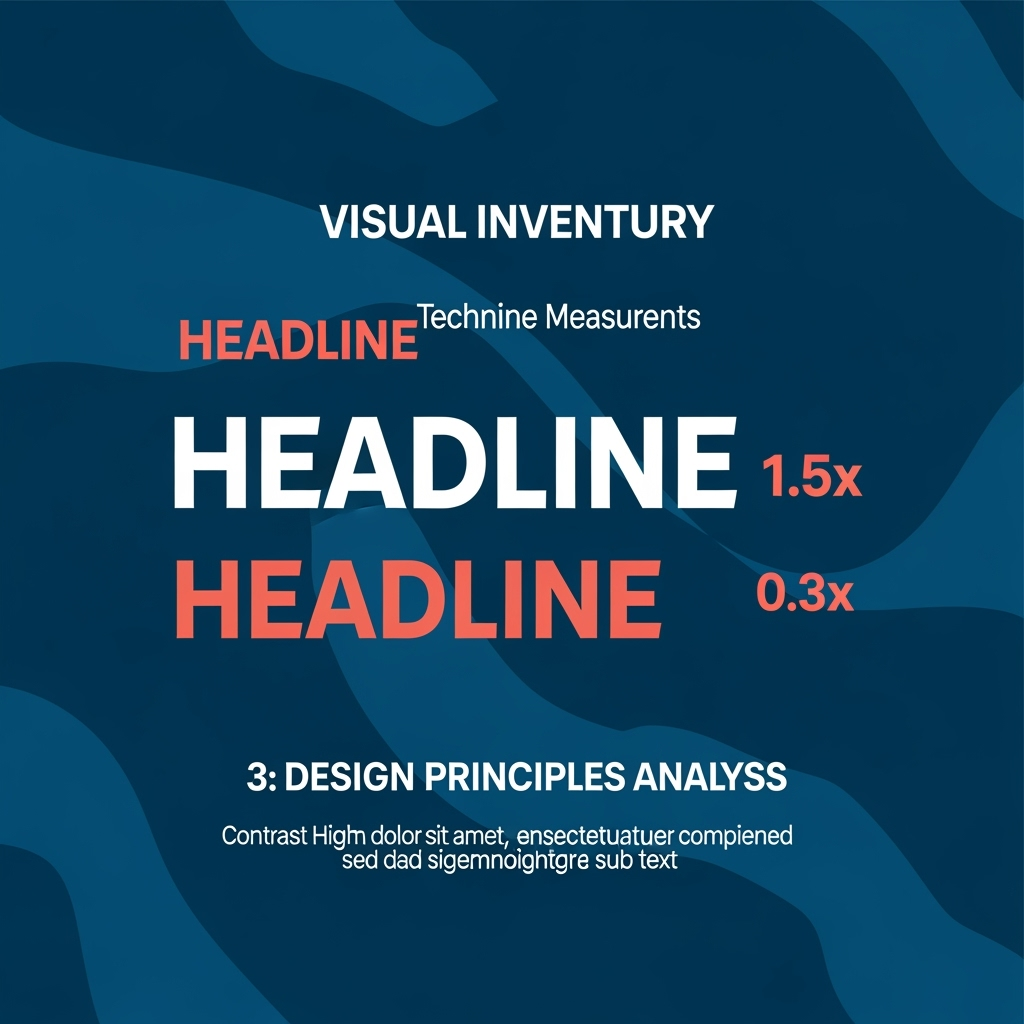 VISUAL INVENTURY
Technine Measurents
HEADLINE
HEADLINE 1.5x
HEADLINE 0.3x
3: DESIGN PRINCIPLES ANALYSS
Contrast High dolor sit amet, ensectetuatuer compiened
sed dad sigemnoightgre sub text